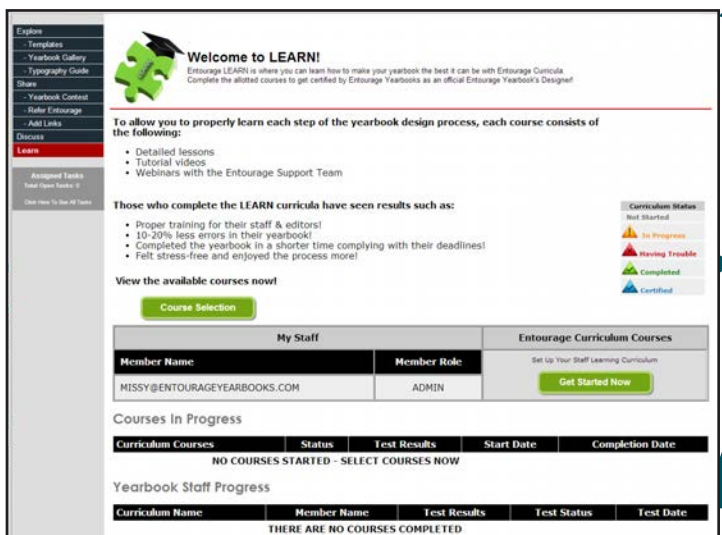 Explore
- Templates
- Yearbook Gallery
- Typography Guide
Share
- Yearbook Contest
- Refer Entourage
- Add Links
Discuss
Learn
Assigned Tasks
Total Open Tasks: 0
Click Here To See All Tasks
Welcome to LEARN!
Entourage LEARN is where you can learn how to make your yearbook the best it can be with Entourage Curricula
Complete the allotted courses to get certified by Entourage Yearbooks as an official Entourage Yearbook's Designer!
To allow you to properly learn each step of the yearbook design process, each course consists of
the following:
• Detailed lessons
• Tutorial videos
• Webinars with the Entourage Support Team
Those who complete the LEARN curricula have seen results such as:
• Proper training for their staff & editors!
• 10-20% less errors in their yearbook!
• Completed the yearbook in a shorter time complying with their deadlines!
• Felt stress-free and enjoyed the process more!
Curriculum Status
Not Started
In Progress
Having Trouble
Completed
Certified
View the available courses now!
Course Selection
My Staff
Entourage Curriculum Courses
Member Name Member Role
Set Up Your Staff Learning Curriculum
MISSY@ENTOURAGEYEARBOOKS.COM ADMIN
Get Started Now
Courses In Progress
Curriculum Courses Status Test Results Start Date Completion Date
NO COURSES STARTED - SELECT COURSES NOW
Yearbook Staff Progress
Curriculum Name Member Name Test Results Test Status Test Date
THERE ARE NO COURSES COMPLETED